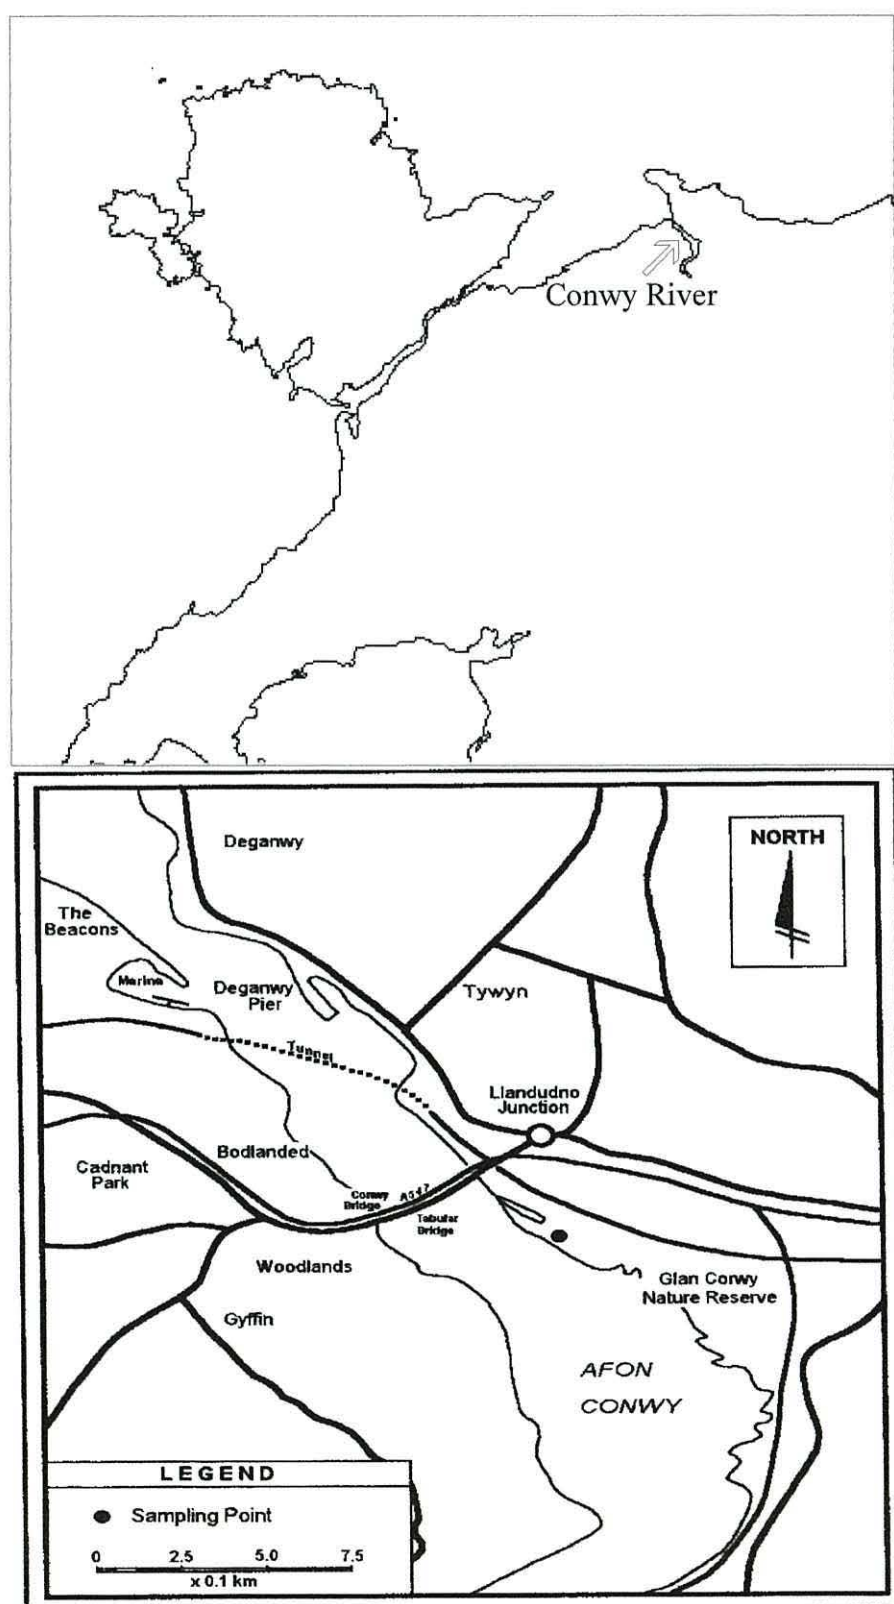 Conwy River
NORTH
Deganwy
The
Beacons
Marina
Deganwy
Pier
Tywyn
Tunnel
Llandudno
Junction
Bodlanded
Cadnant
Park
Conwy
Bridge
A547
Tabular
Bridge
Woodlands
Glan Corwy
Nature Reserve
Gyffin
AFON
CONWY
LEGEND
Sampling Point
0 2.5 5.0 7.5
x 0.1 km